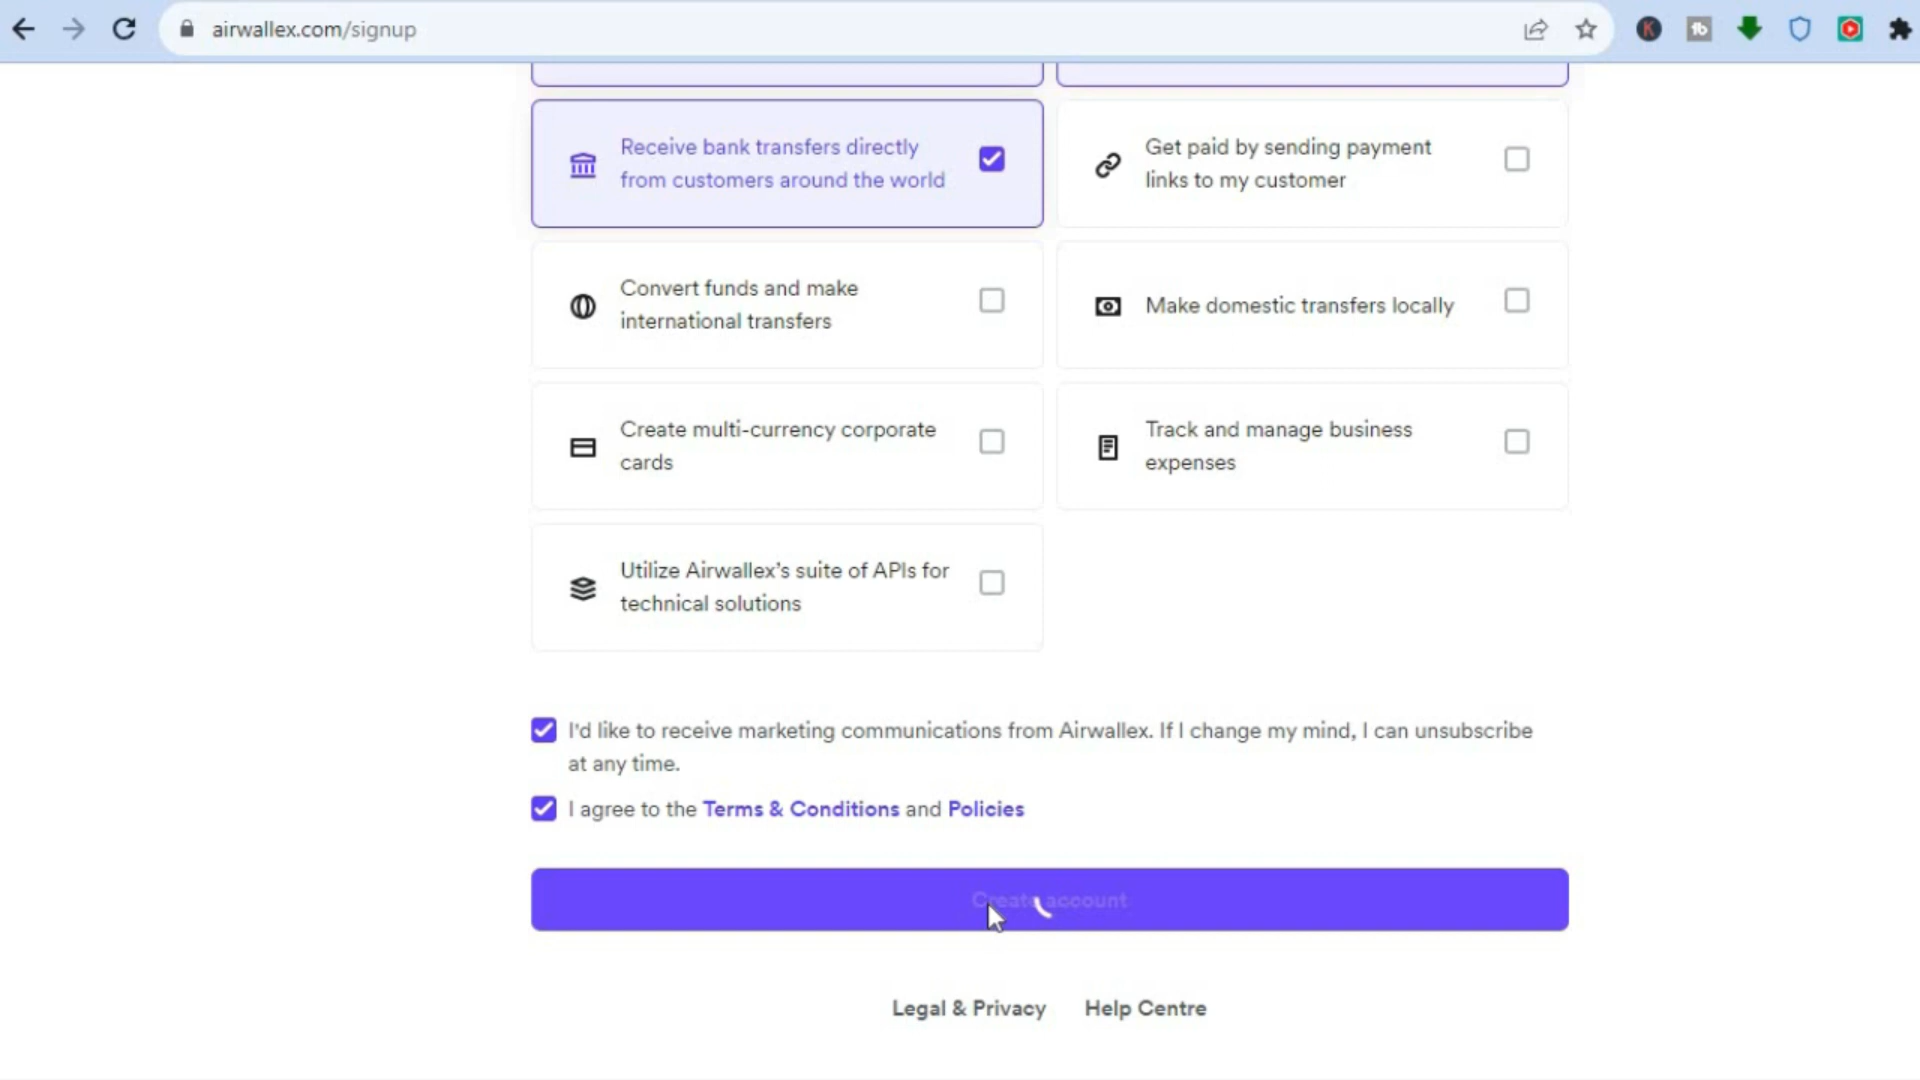 airwallex.com/signup
Receive bank transfers directly
from customers around the world
Get paid by sending payment
links to my customer
Convert funds and make
international transfers
Make domestic transfers locally
Create multi-currency corporate
cards
Track and manage business
expenses
Utilize Airwallex’s suite of APIs for
technical solutions
I'd like to receive marketing communications from Airwallex. If I change my mind, I can unsubscribe
at any time.
I agree to the Terms & Conditions and Policies
Create account
Legal & Privacy Help Centre